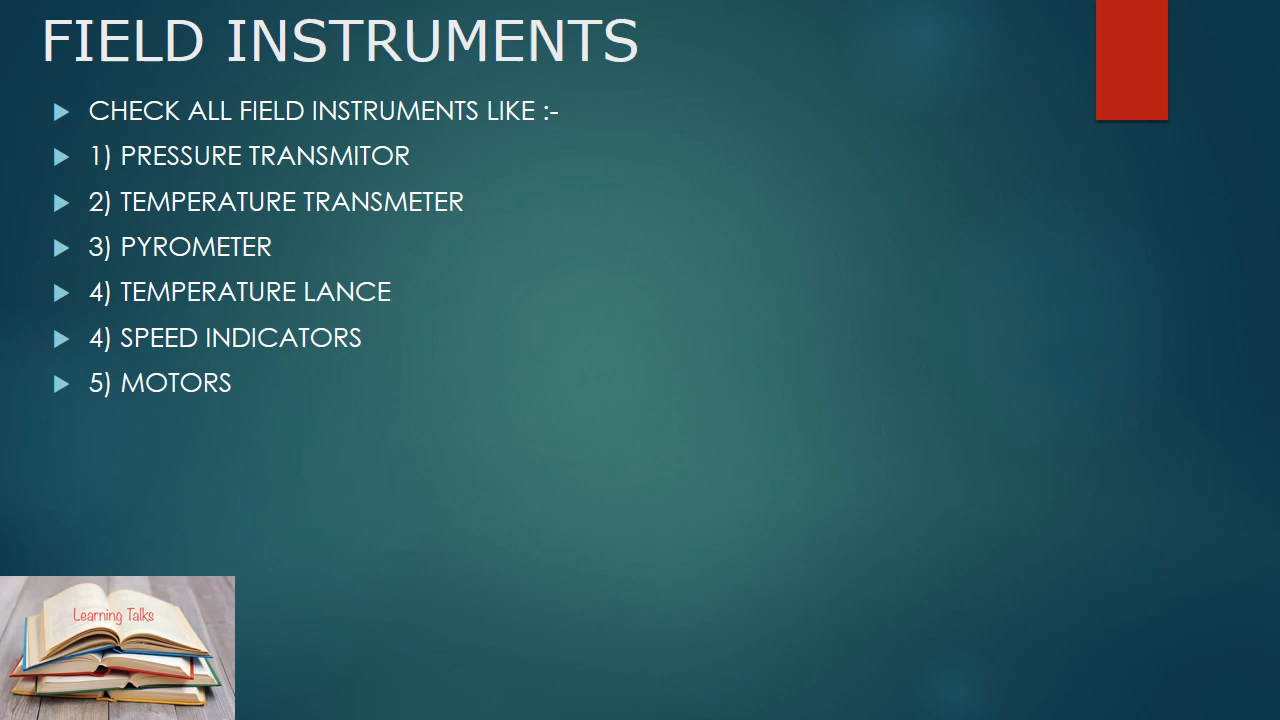 FIELD INSTRUMENTS
CHECK ALL FIELD INSTRUMENTS LIKE :-
1) PRESSURE TRANSMITOR
2) TEMPERATURE TRANSMETER
3) PYROMETER
4) TEMPERATURE LANCE
4) SPEED INDICATORS
5) MOTORS
Learning Talks